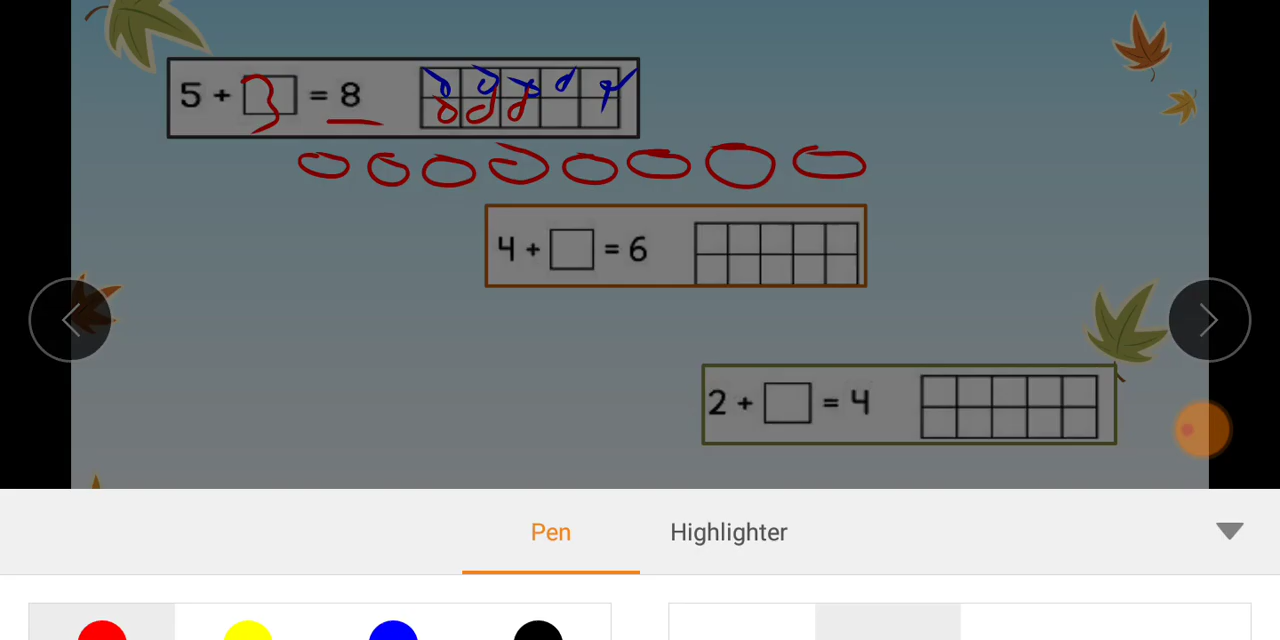 5 + 3 = 8
4 + = 6
2 + = 4
Pen Highlighter